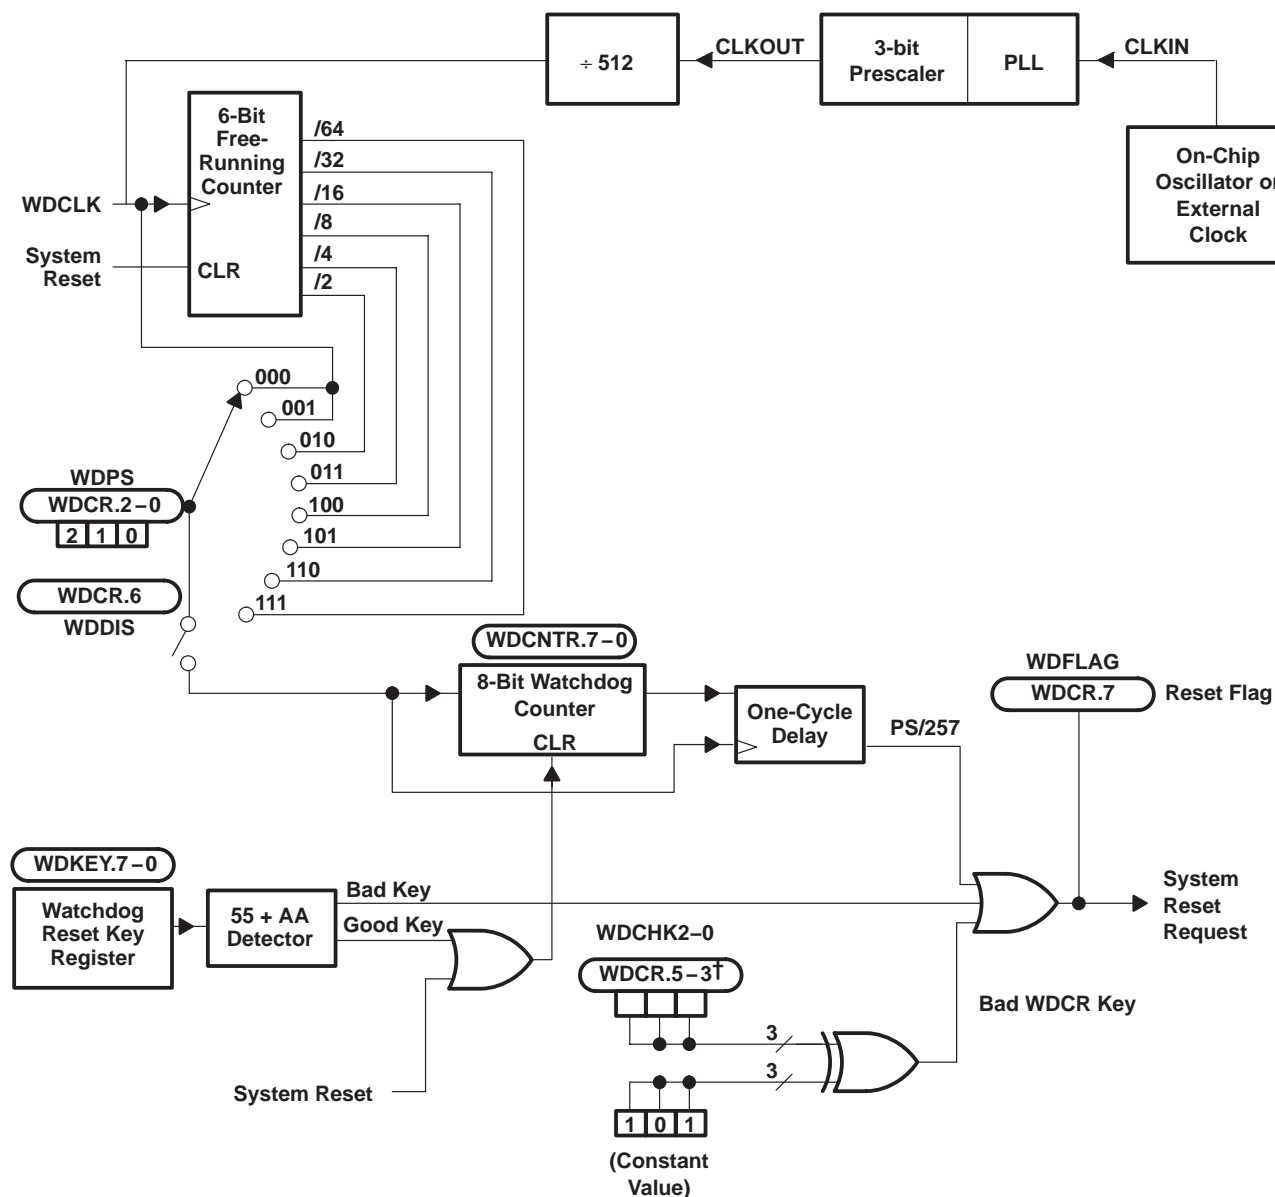 ÷ 512
CLKOUT
3-bit
Prescaler
PLL
CLKIN
On-Chip
Oscillator or
External
Clock
6-Bit
Free-
Running
Counter
CLR
/64
/32
/16
/8
/4
/2
WDCLK
System
Reset
000
001
010
011
100
101
110
111
WDPS
WDCR.2–0
2 1 0
WDCR.6
WDDIS
WDCNTR.7–0
8-Bit Watchdog
Counter
CLR
One-Cycle
Delay
PS/257
WDFLAG
WDCR.7
Reset Flag
WDKEY.7–0
Watchdog
Reset Key
Register
55 + AA
Detector
Bad Key
Good Key
System Reset
WDCHK2–0
WDCR.5–3†
3
3
1 0 1
(Constant
Value)
Bad WDCR Key
System
Reset
Request